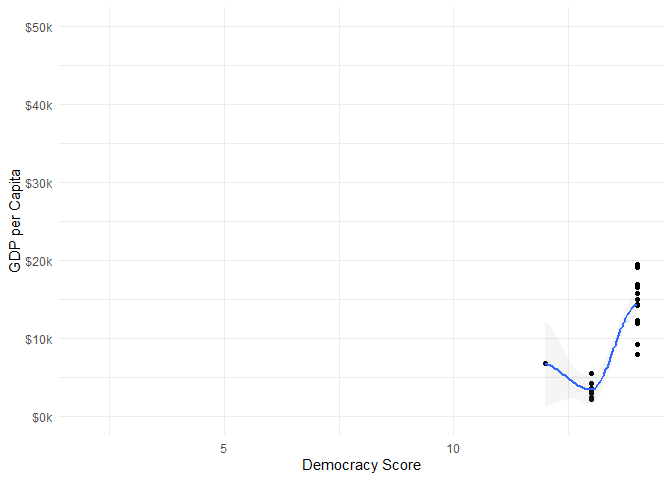 $50k
$40k
$30k
$20k
$10k
$0k
GDP per Capita
5
10
Democracy Score